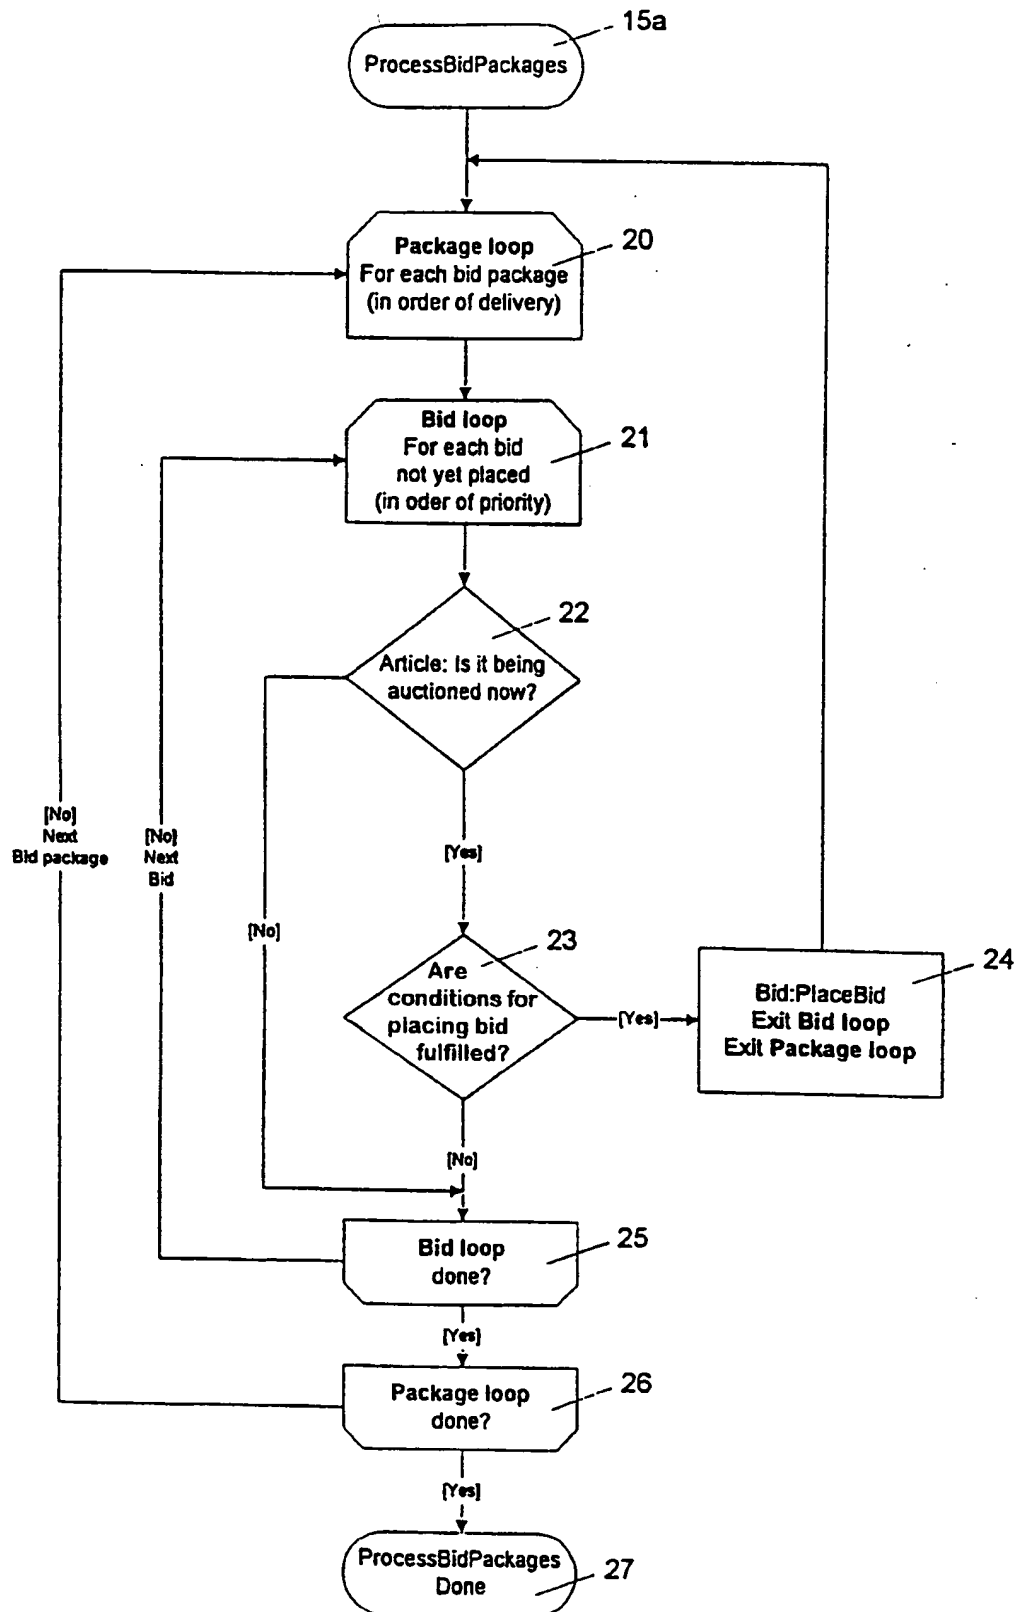 15a
ProcessBidPackages
20
Package loop
For each bid package
(in order of delivery)
21
Bid loop
For each bid
not yet placed
(in oder of priority)
22
Article: Is it being
auctioned now?
[No]
Next
Bid package
[No]
Next
Bid
[Yes]
[No]
23
Are
conditions for
placing bid
fulfilled?
[Yes]
24
Bid:PlaceBid
Exit Bid loop
Exit Package loop
[No]
25
Bid loop
done?
[Yes]
26
Package loop
done?
[Yes]
ProcessBidPackages
Done
27